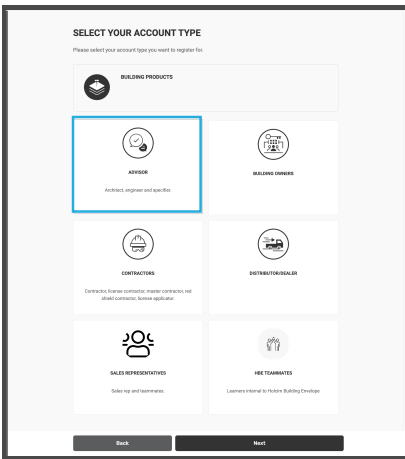 SELECT YOUR ACCOUNT TYPE
Please select your account type you want to register for.
BUILDING PRODUCTS
ADVISOR
Architect, engineer and specifier.
BUILDING OWNERS
CONTRACTORS
Contractor, license contractor, master contractor, red
shield contractor, license applicator.
DISTRIBUTOR/DEALER
SALES REPRESENTATIVES
Sales rep and teammates.
HBE TEAMMATES
Learners internal to Holcim Building Envelope
Back
Next